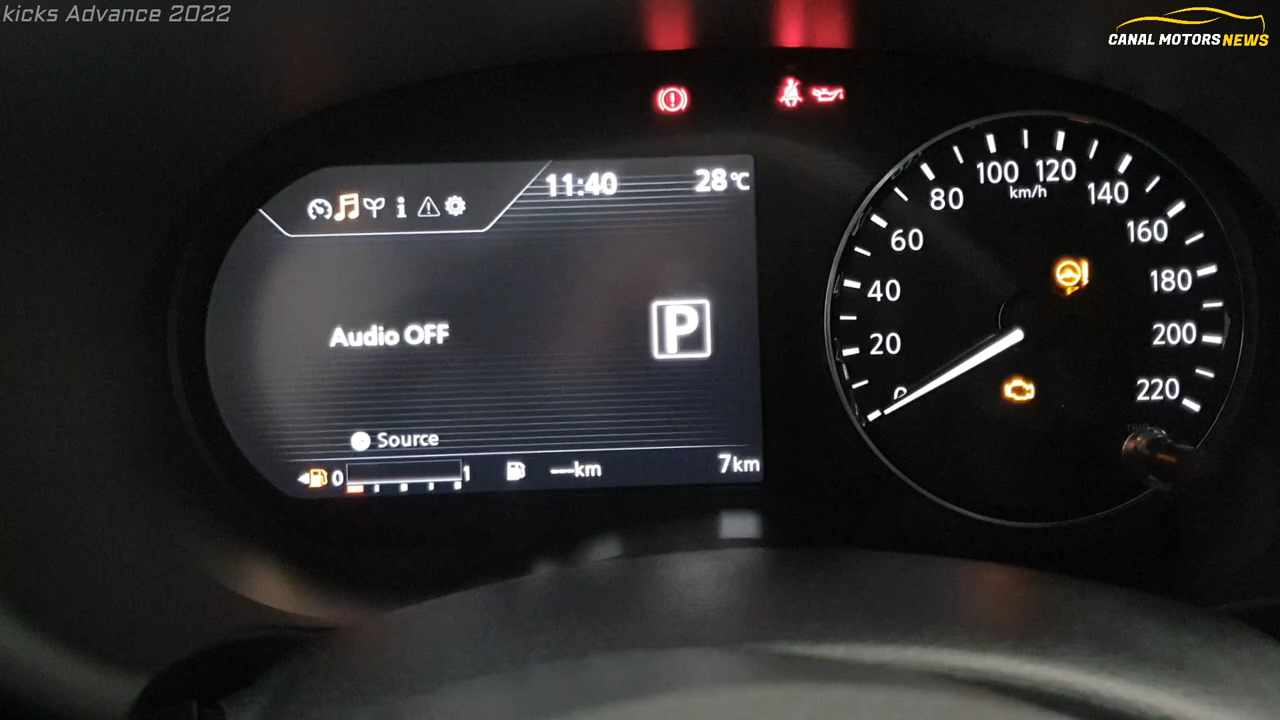 kicks Advance 2022
CANAL MOTORS NEWS
11:40
28°C
Audio OFF
P
Source
0
1
---km
7km
0
20
40
60
80
100
120
140
160
180
200
220
km/h